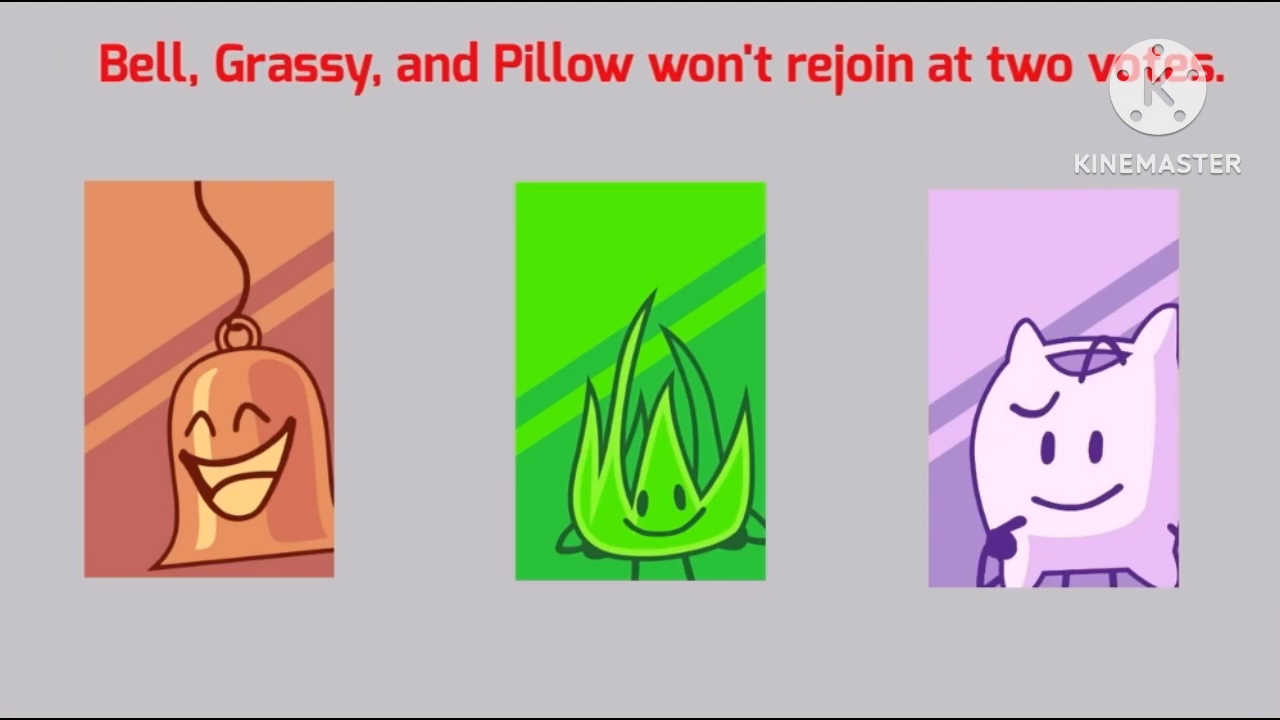 Bell, Grassy, and Pillow won't rejoin at two votes.
K
KINEMASTER